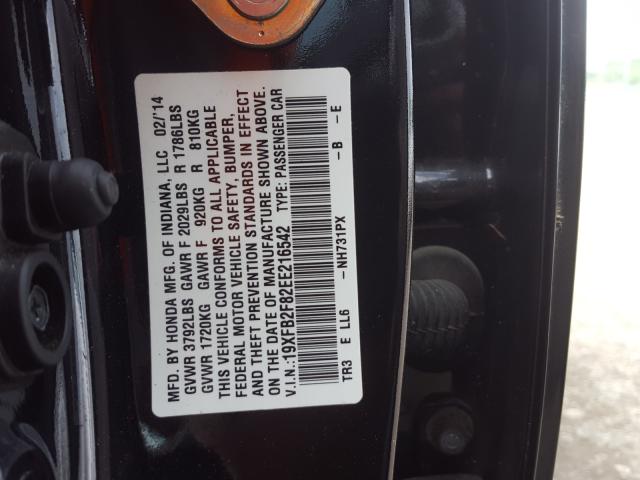 MFD. BY HONDA MFG. OF INDIANA, LLC 02/'14
GVWR 3792LBS GAWR F 2029LBS R 1786LBS
GVWR 1720KG GAWR F 920KG R 810KG
THIS VEHICLE CONFORMS TO ALL APPLICABLE
FEDERAL MOTOR VEHICLE SAFETY, BUMPER,
AND THEFT PREVENTION STANDARDS IN EFFECT
ON THE DATE OF MANUFACTURE SHOWN ABOVE.
V.I.N.:19XFB2F82EE216542 TYPE: PASSENGER CAR
TR3 E LL6 -NH731PX -B -E